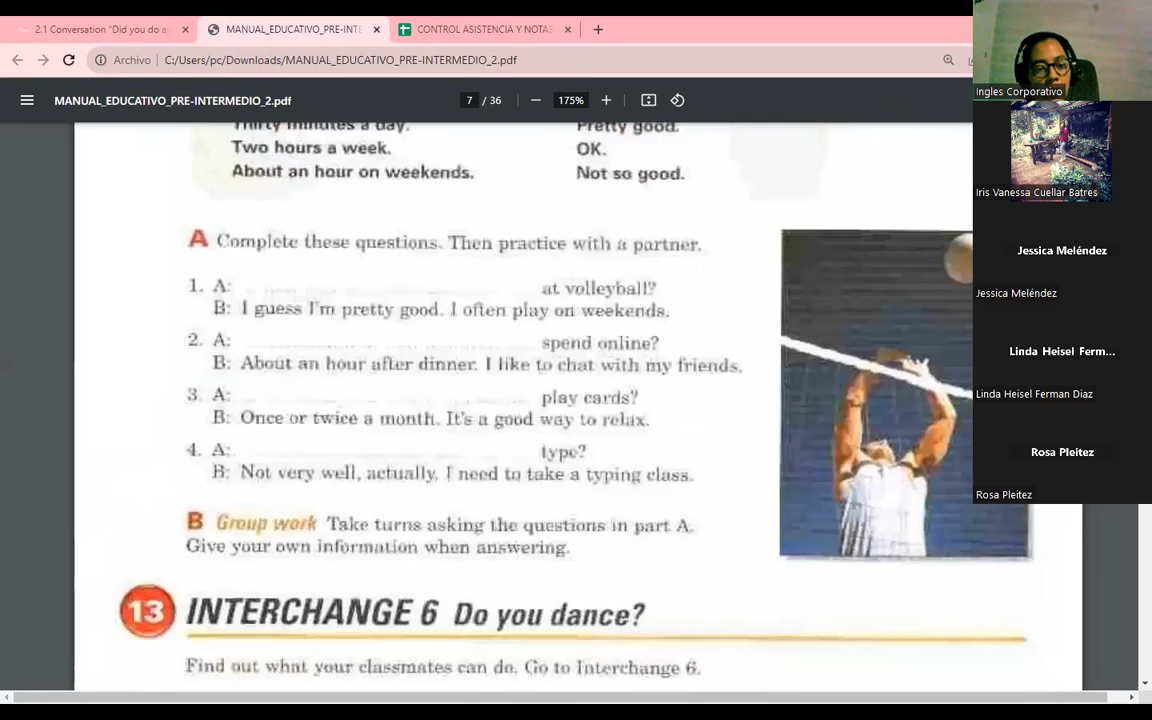 2.1 Conversation "Did you do a
MANUAL_EDUCATIVO_PRE-INTE
CONTROL ASISTENCIA Y NOTAS
Archivo
C:/Users/pc/Downloads/MANUAL_EDUCATIVO_PRE-INTERMEDIO_2.pdf
MANUAL_EDUCATIVO_PRE-INTERMEDIO_2.pdf
7 / 36
175%
Thirty minutes a day.
Pretty good.
Two hours a week.
OK.
About an hour on weekends.
Not so good.
A Complete these questions. Then practice with a partner.
1. A: at volleyball?
B: I guess I'm pretty good. I often play on weekends.
2. A: spend online?
B: About an hour after dinner. I like to chat with my friends.
3. A: play cards?
B: Once or twice a month. It's a good way to relax.
4. A: type?
B: Not very well, actually. I need to take a typing class.
B Group work Take turns asking the questions in part A.
Give your own information when answering.
13 INTERCHANGE 6 Do you dance?
Find out what your classmates can do. Go to Interchange 6.
Ingles Corporativo
Iris Vanessa Cuellar Batres
Jessica Meléndez
Jessica Meléndez
Linda Heisel Ferm...
Linda Heisel Ferman Diaz
Rosa Pleitez
Rosa Pleitez